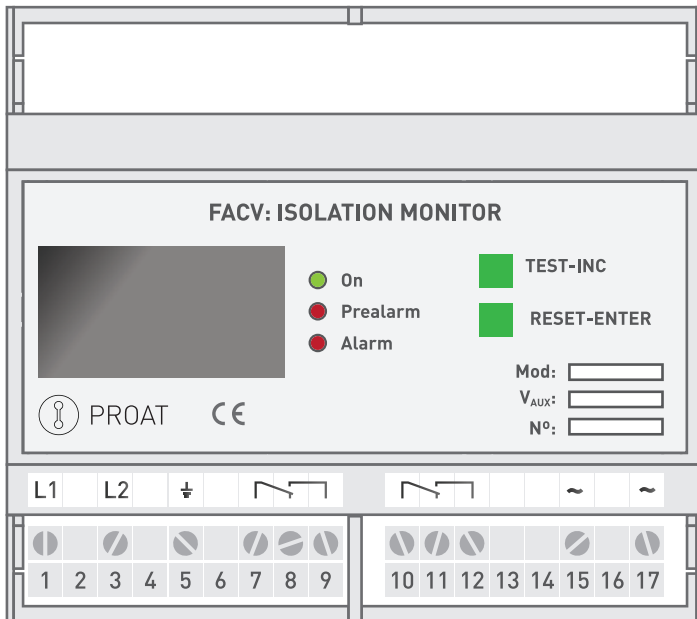 FACV: ISOLATION MONITOR
On
Prealarm
Alarm
TEST-INC
RESET-ENTER
Mod:
VAUX:
Nº:
PROAT CE
L1 L2 ~ ~
1 2 3 4 5 6 7 8 9 10 11 12 13 14 15 16 17